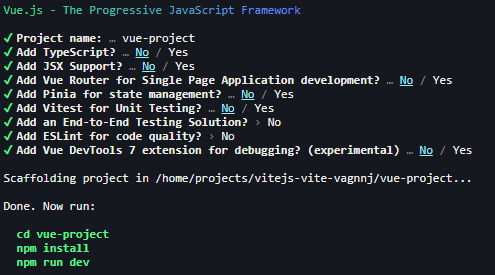 Vue.js - The Progressive JavaScript Framework
✔ Project name: … vue-project
✔ Add TypeScript? … No / Yes
✔ Add JSX Support? … No / Yes
✔ Add Vue Router for Single Page Application development? … No / Yes
✔ Add Pinia for state management? … No / Yes
✔ Add Vitest for Unit Testing? … No / Yes
✔ Add an End-to-End Testing Solution? › No
✔ Add ESLint for code quality? › No
✔ Add Vue DevTools 7 extension for debugging? (experimental) … No / Yes
Scaffolding project in /home/projects/vitejs-vite-vagnnj/vue-project...
Done. Now run:
cd vue-project
npm install
npm run dev